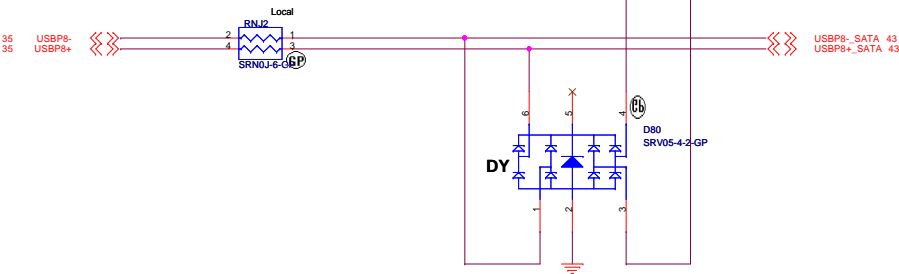 Local
RNJ2
35 USBP8-
2
1
USBP8-_SATA 43
35 USBP8+
4
3
USBP8+_SATA 43
SRN0J-6-GP
GP
6
5
4
D80
SRV05-4-2-GP
DY
1
2
3